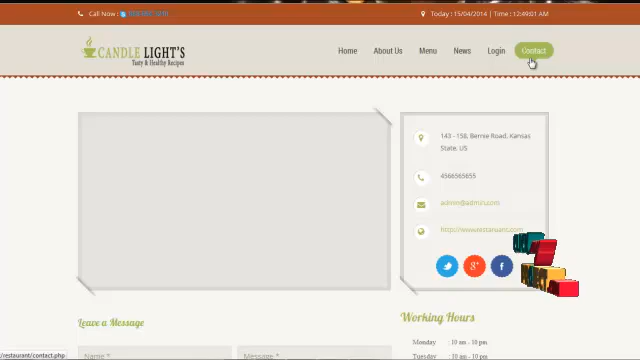 Call Now :
Today : 15/04/2014 | Time : 12:49:01 AM
CANDLE LIGHT'S
Tasty & Healthy Recipes
Home
About Us
Menu
News
Login
Contact
143 - 158, Bernie Road, Kansas
State, US
4566565655
admin@admin.com
http://www.restaurant.com
g+
f
Leave a Message
Name *
Message *
Working Hours
Monday : 10 am - 10 pm.
Tuesday : 10 am - 10 pm.
/restaurant/contact.php